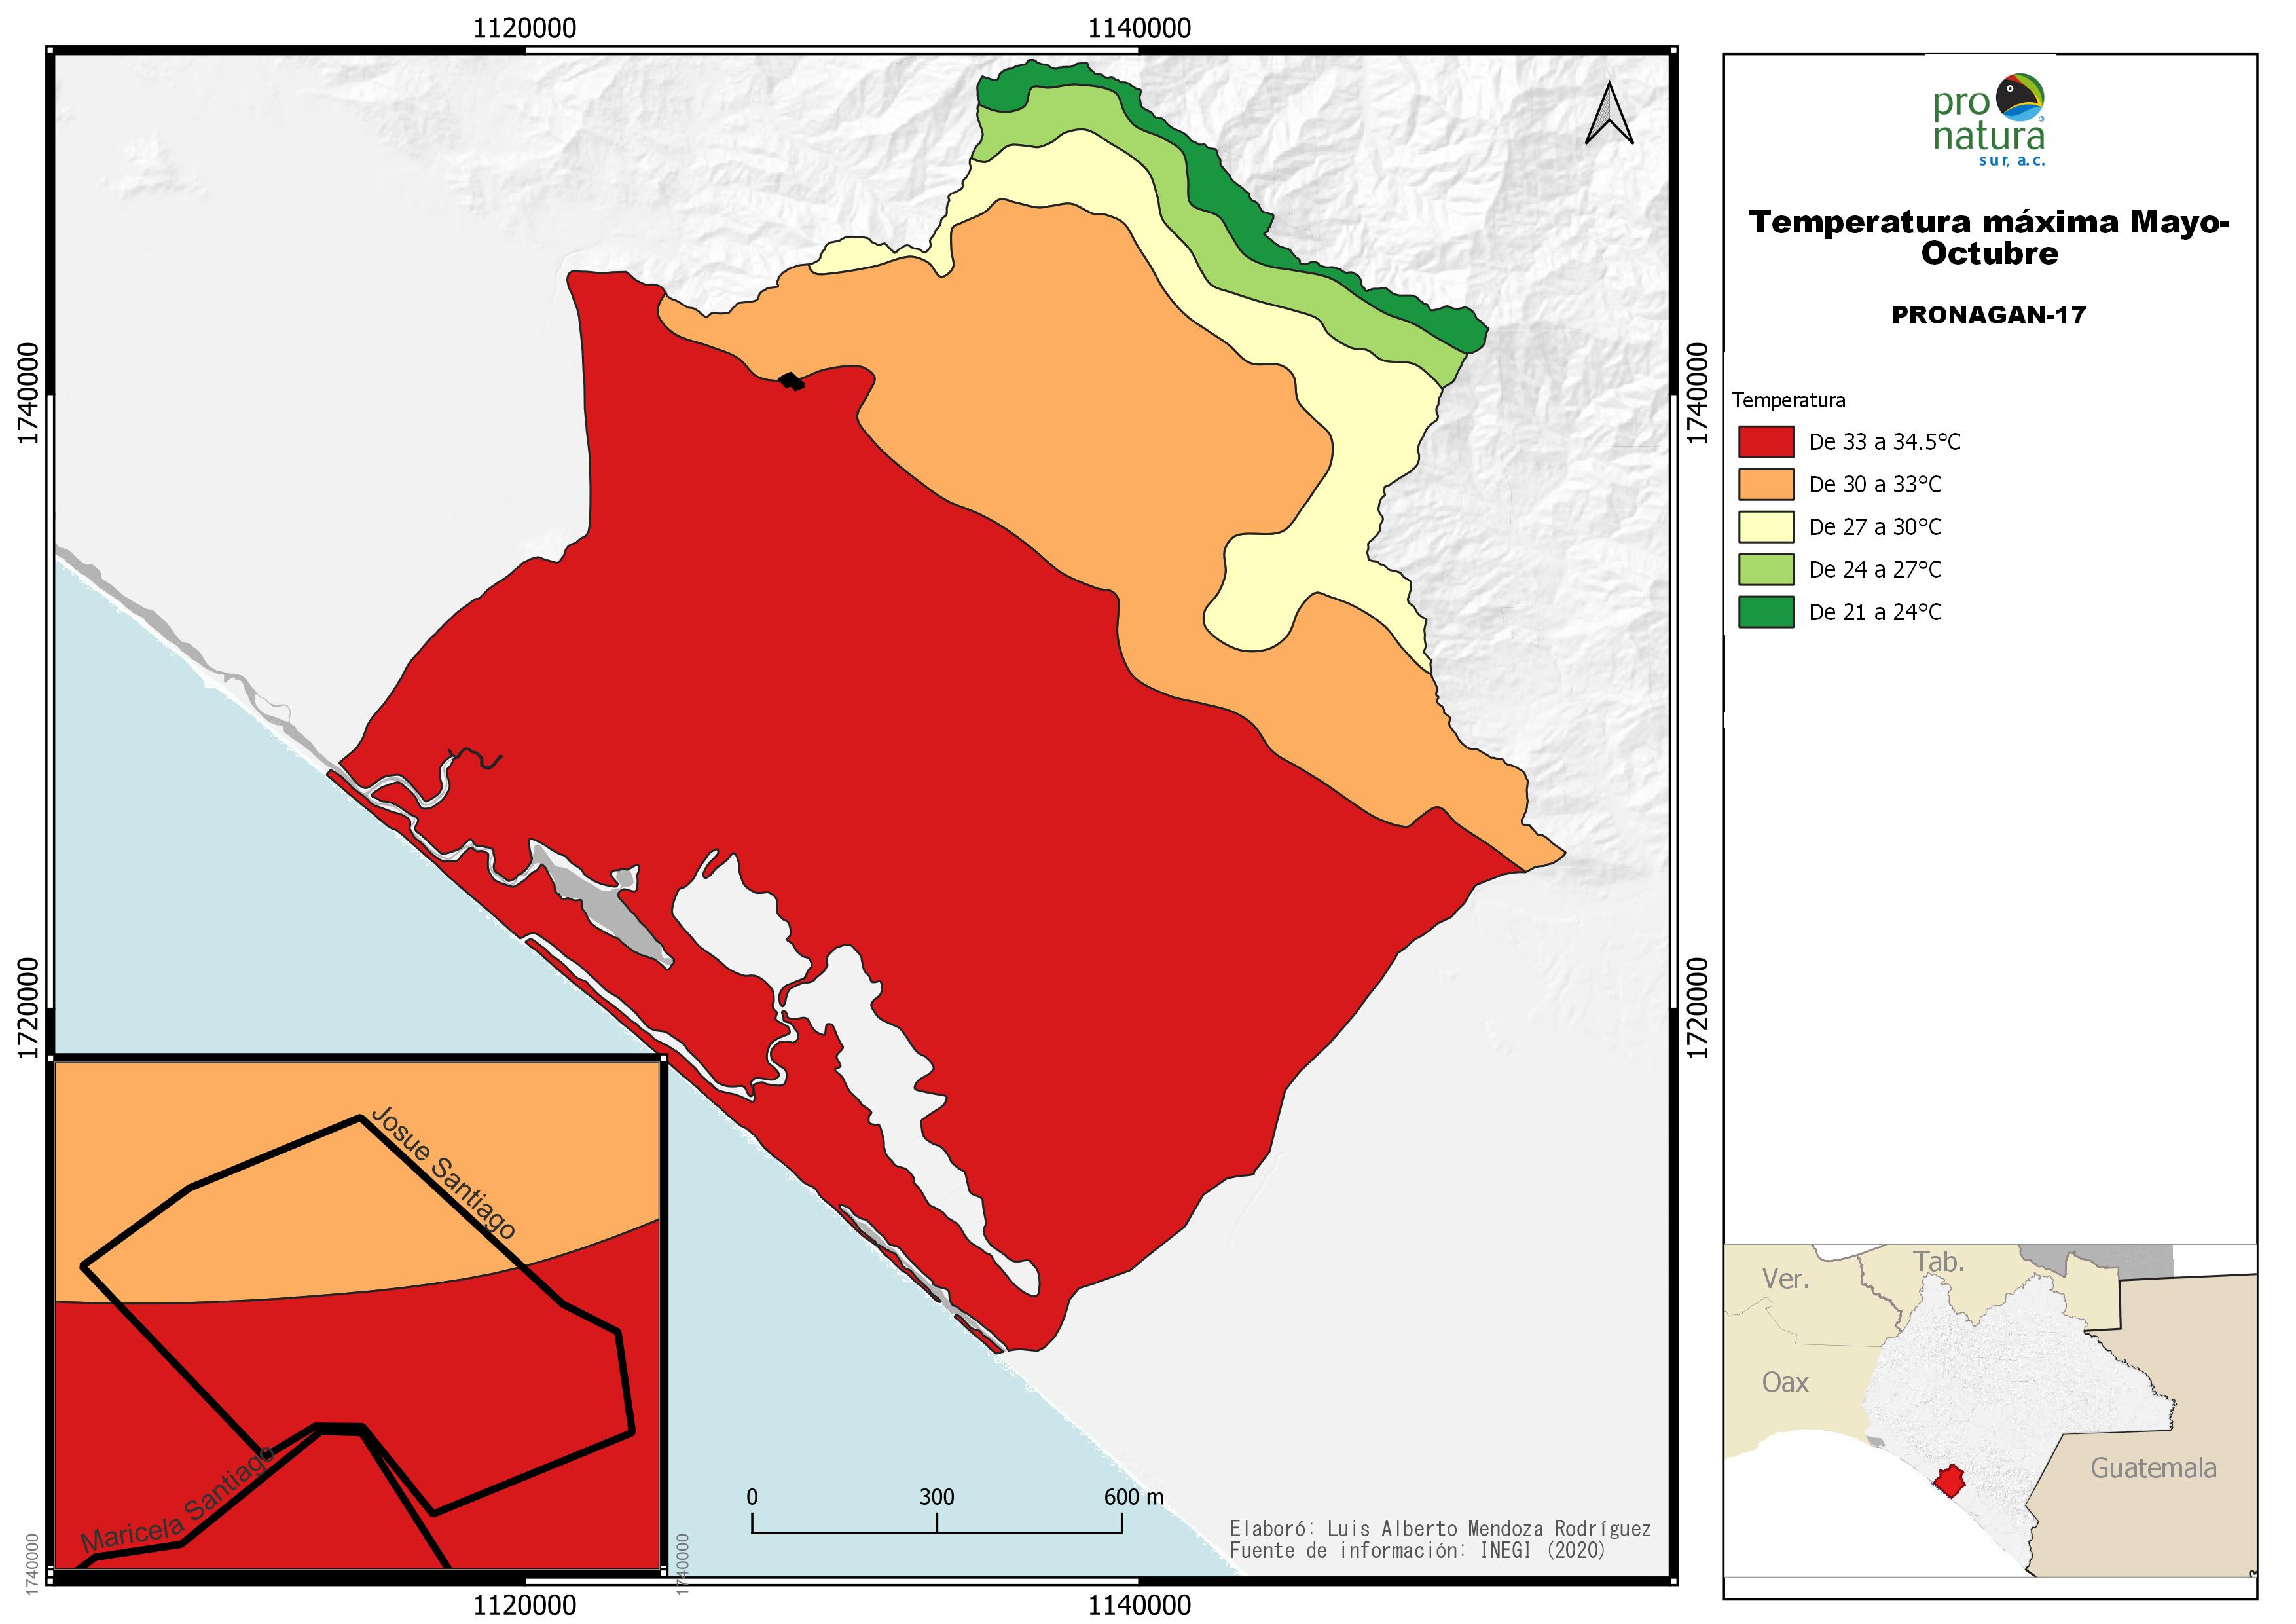 1120000
1140000
1740000
1740000
1720000
1720000
Josue Santiago
Maricela Santiago
1740000
1740000
0 300 600 m
Elaboró: Luis Alberto Mendoza Rodríguez
Fuente de información: INEGI (2020)
1120000
1140000
pro
natura
sur, a.c.
Temperatura máxima Mayo-
Octubre
PRONAGAN-17
Temperatura
De 33 a 34.5°C
De 30 a 33°C
De 27 a 30°C
De 24 a 27°C
De 21 a 24°C
Ver.
Tab.
Oax
Guatemala